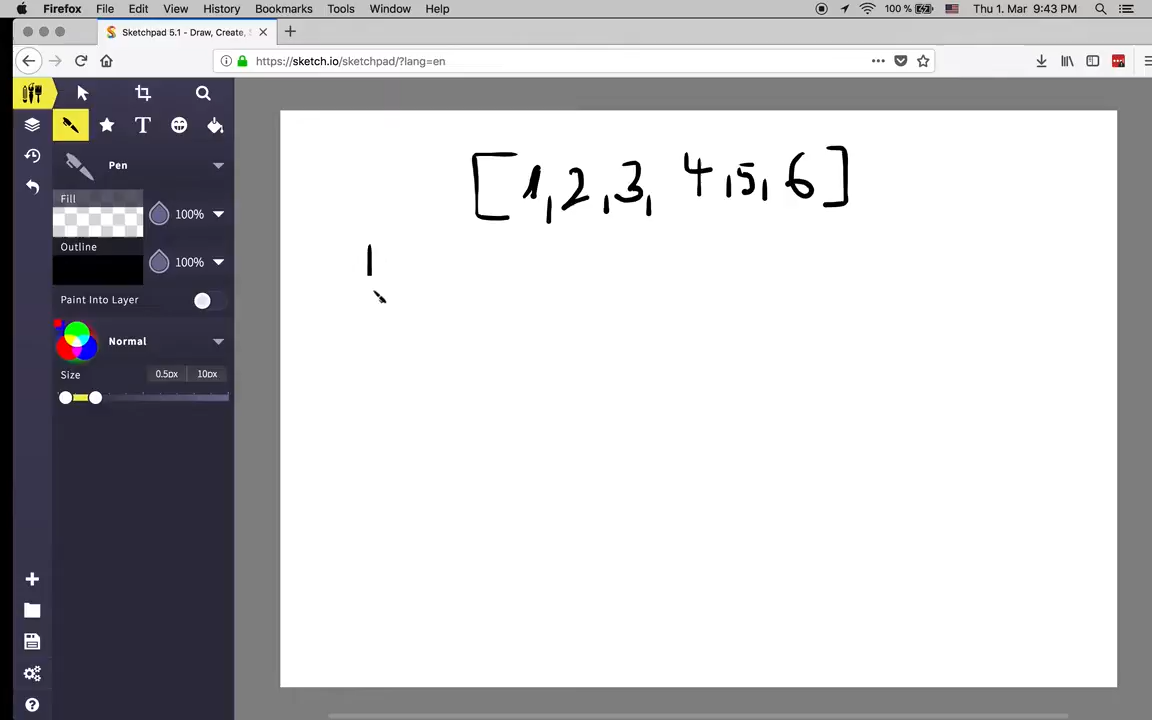 Firefox File Edit View History Bookmarks Tools Window Help 100 % Thu 1. Mar 9:43 PM
Sketchpad 5.1 - Draw, Create,
https://sketch.io/sketchpad/?lang=en
[1,2,3, 4,5,6]
Pen
Fill
100%
Outline
100%
Paint Into Layer
Normal
Size 0.5px 10px